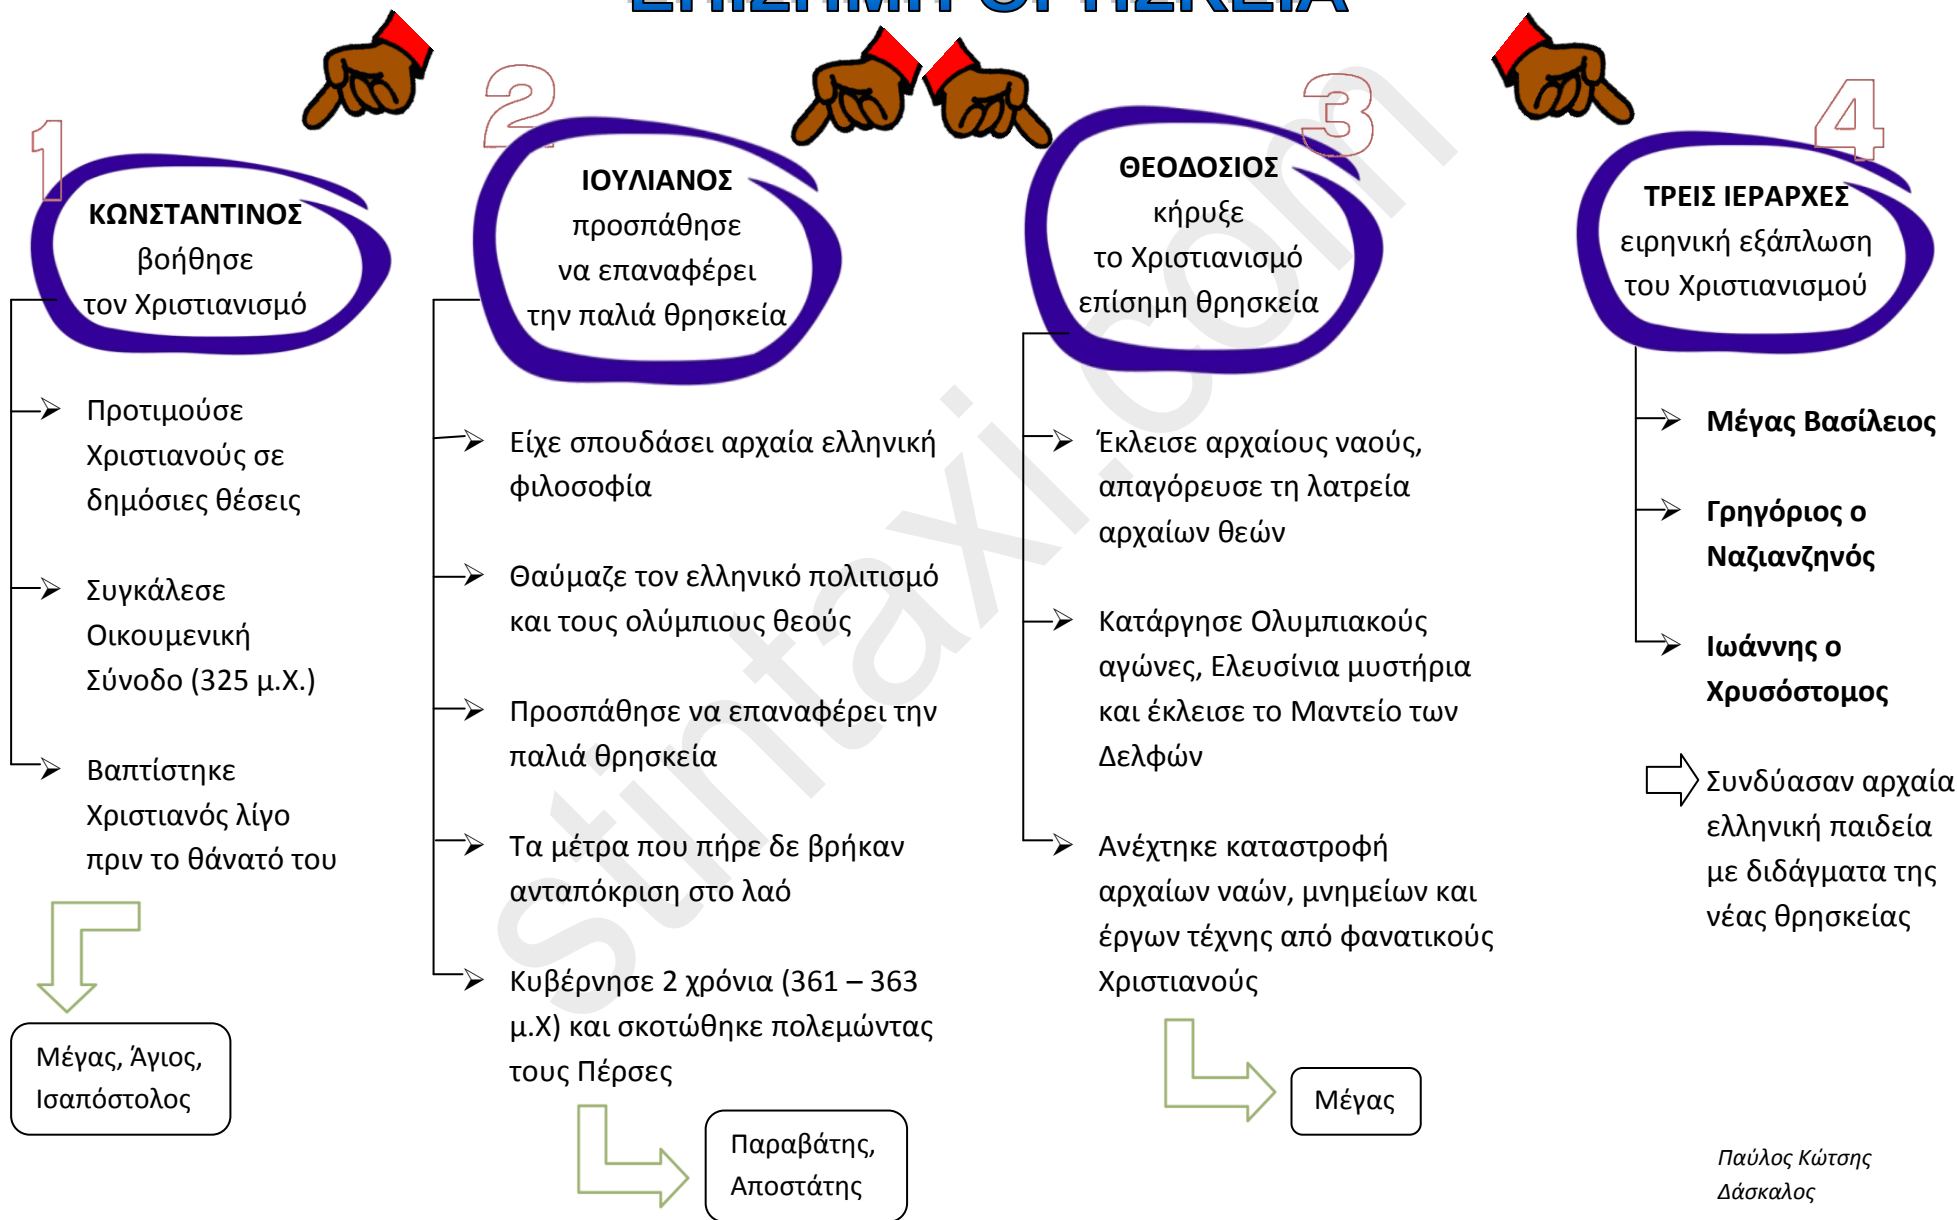 ΕΠΙΣΗΜΗ ΘΡΗΣΚΕΙΑ
1
ΚΩΝΣΤΑΝΤΙΝΟΣ
βοήθησε
τον Χριστιανισμό
Προτιμούσε
Χριστιανούς σε
δημόσιες θέσεις
Συγκάλεσε
Οικουμενική
Σύνοδο (325 μ.Χ.)
Βαπτίστηκε
Χριστιανός λίγο
πριν το θάνατό του
Μέγας, Άγιος,
Ισαπόστολος
2
ΙΟΥΛΙΑΝΟΣ
προσπάθησε
να επαναφέρει
την παλιά θρησκεία
Είχε σπουδάσει αρχαία ελληνική
φιλοσοφία
Θαύμαζε τον ελληνικό πολιτισμό
και τους ολύμπιους θεούς
Προσπάθησε να επαναφέρει την
παλιά θρησκεία
Τα μέτρα που πήρε δε βρήκαν
ανταπόκριση στο λαό
Κυβέρνησε 2 χρόνια (361 – 363
μ.Χ) και σκοτώθηκε πολεμώντας
τους Πέρσες
Παραβάτης,
Αποστάτης
3
ΘΕΟΔΟΣΙΟΣ
κήρυξε
το Χριστιανισμό
επίσημη θρησκεία
Έκλεισε αρχαίους ναούς,
απαγόρευσε τη λατρεία
αρχαίων θεών
Κατάργησε Ολυμπιακούς
αγώνες, Ελευσίνια μυστήρια
και έκλεισε το Μαντείο των
Δελφών
Ανέχτηκε καταστροφή
αρχαίων ναών, μνημείων και
έργων τέχνης από φανατικούς
Χριστιανούς
Μέγας
4
ΤΡΕΙΣ ΙΕΡΑΡΧΕΣ
ειρηνική εξάπλωση
του Χριστιανισμού
Μέγας Βασίλειος
Γρηγόριος ο
Ναζιανζηνός
Ιωάννης ο
Χρυσόστομος
Συνδύασαν αρχαία
ελληνική παιδεία
με διδάγματα της
νέας θρησκείας
Παύλος Κώτσης
Δάσκαλος
stintaxi.com